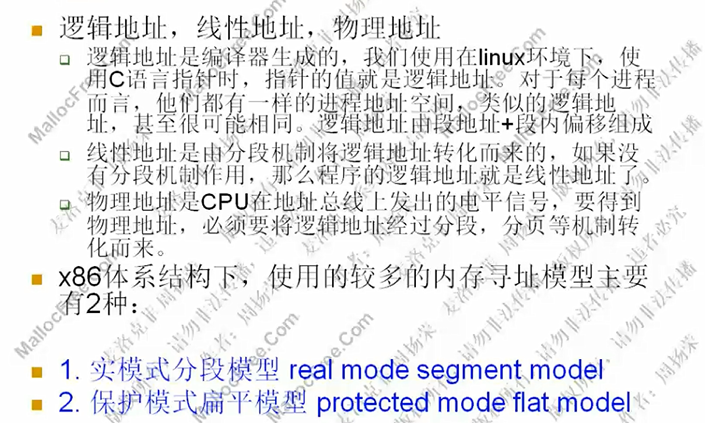 逻辑地址，线性地址，物理地址
逻辑地址是编译器生成的，我们使用在linux环境下，使
用C语言指针时，指针的值就是逻辑地址。对于每个进程
而言，他们都有一样的进程地址空间，类似的逻辑地
址，甚至很可能相同。逻辑地址由段地址+段内偏移组成
线性地址是由分段机制将逻辑地址转化而来的，如果没
有分段机制作用，那么程序的逻辑地址就是线性地址了。
物理地址是CPU在地址总线上发出的电平信号，要得到
物理地址，必须要将逻辑地址经过分段，分页等机制转
化而来。
x86体系结构下，使用的较多的内存寻址模型主要
有2种：
1. 实模式分段模型 real mode segment model
2. 保护模式扁平模型 protected mode flat model